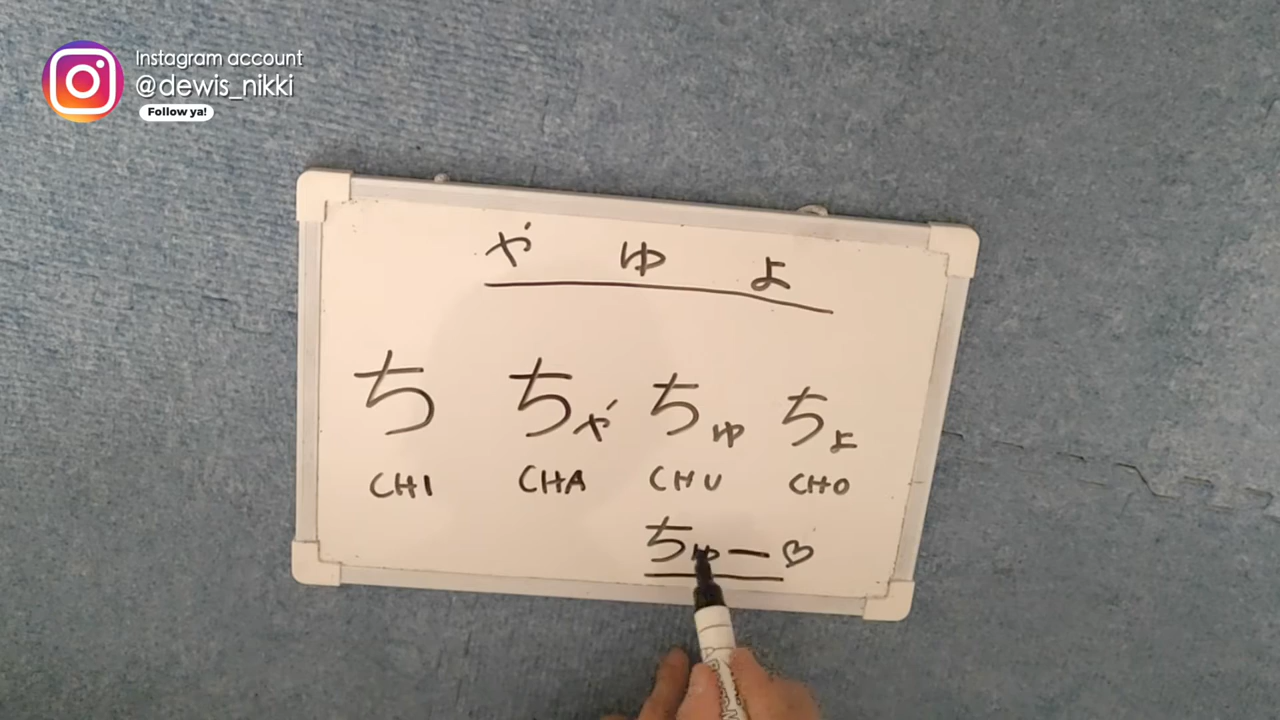 Instagram account
@dewis_nikki
Follow ya!
や ゆ よ
ち ちゃ ちゅ ちょ
CHI CHA CHU CHO
ちゅー♡